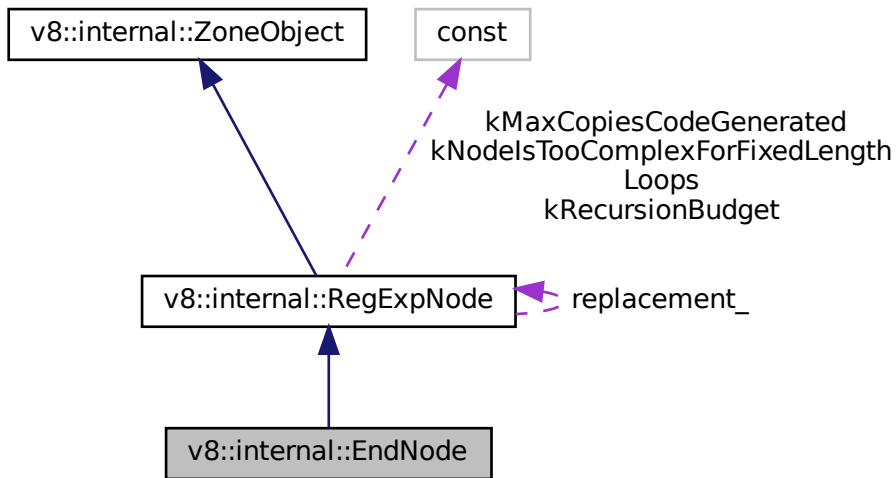 v8::internal::ZoneObject
const
kMaxCopiesCodeGenerated
kNodeIsTooComplexForFixedLength
Loops
kRecursionBudget
v8::internal::RegExpNode
replacement_
v8::internal::EndNode